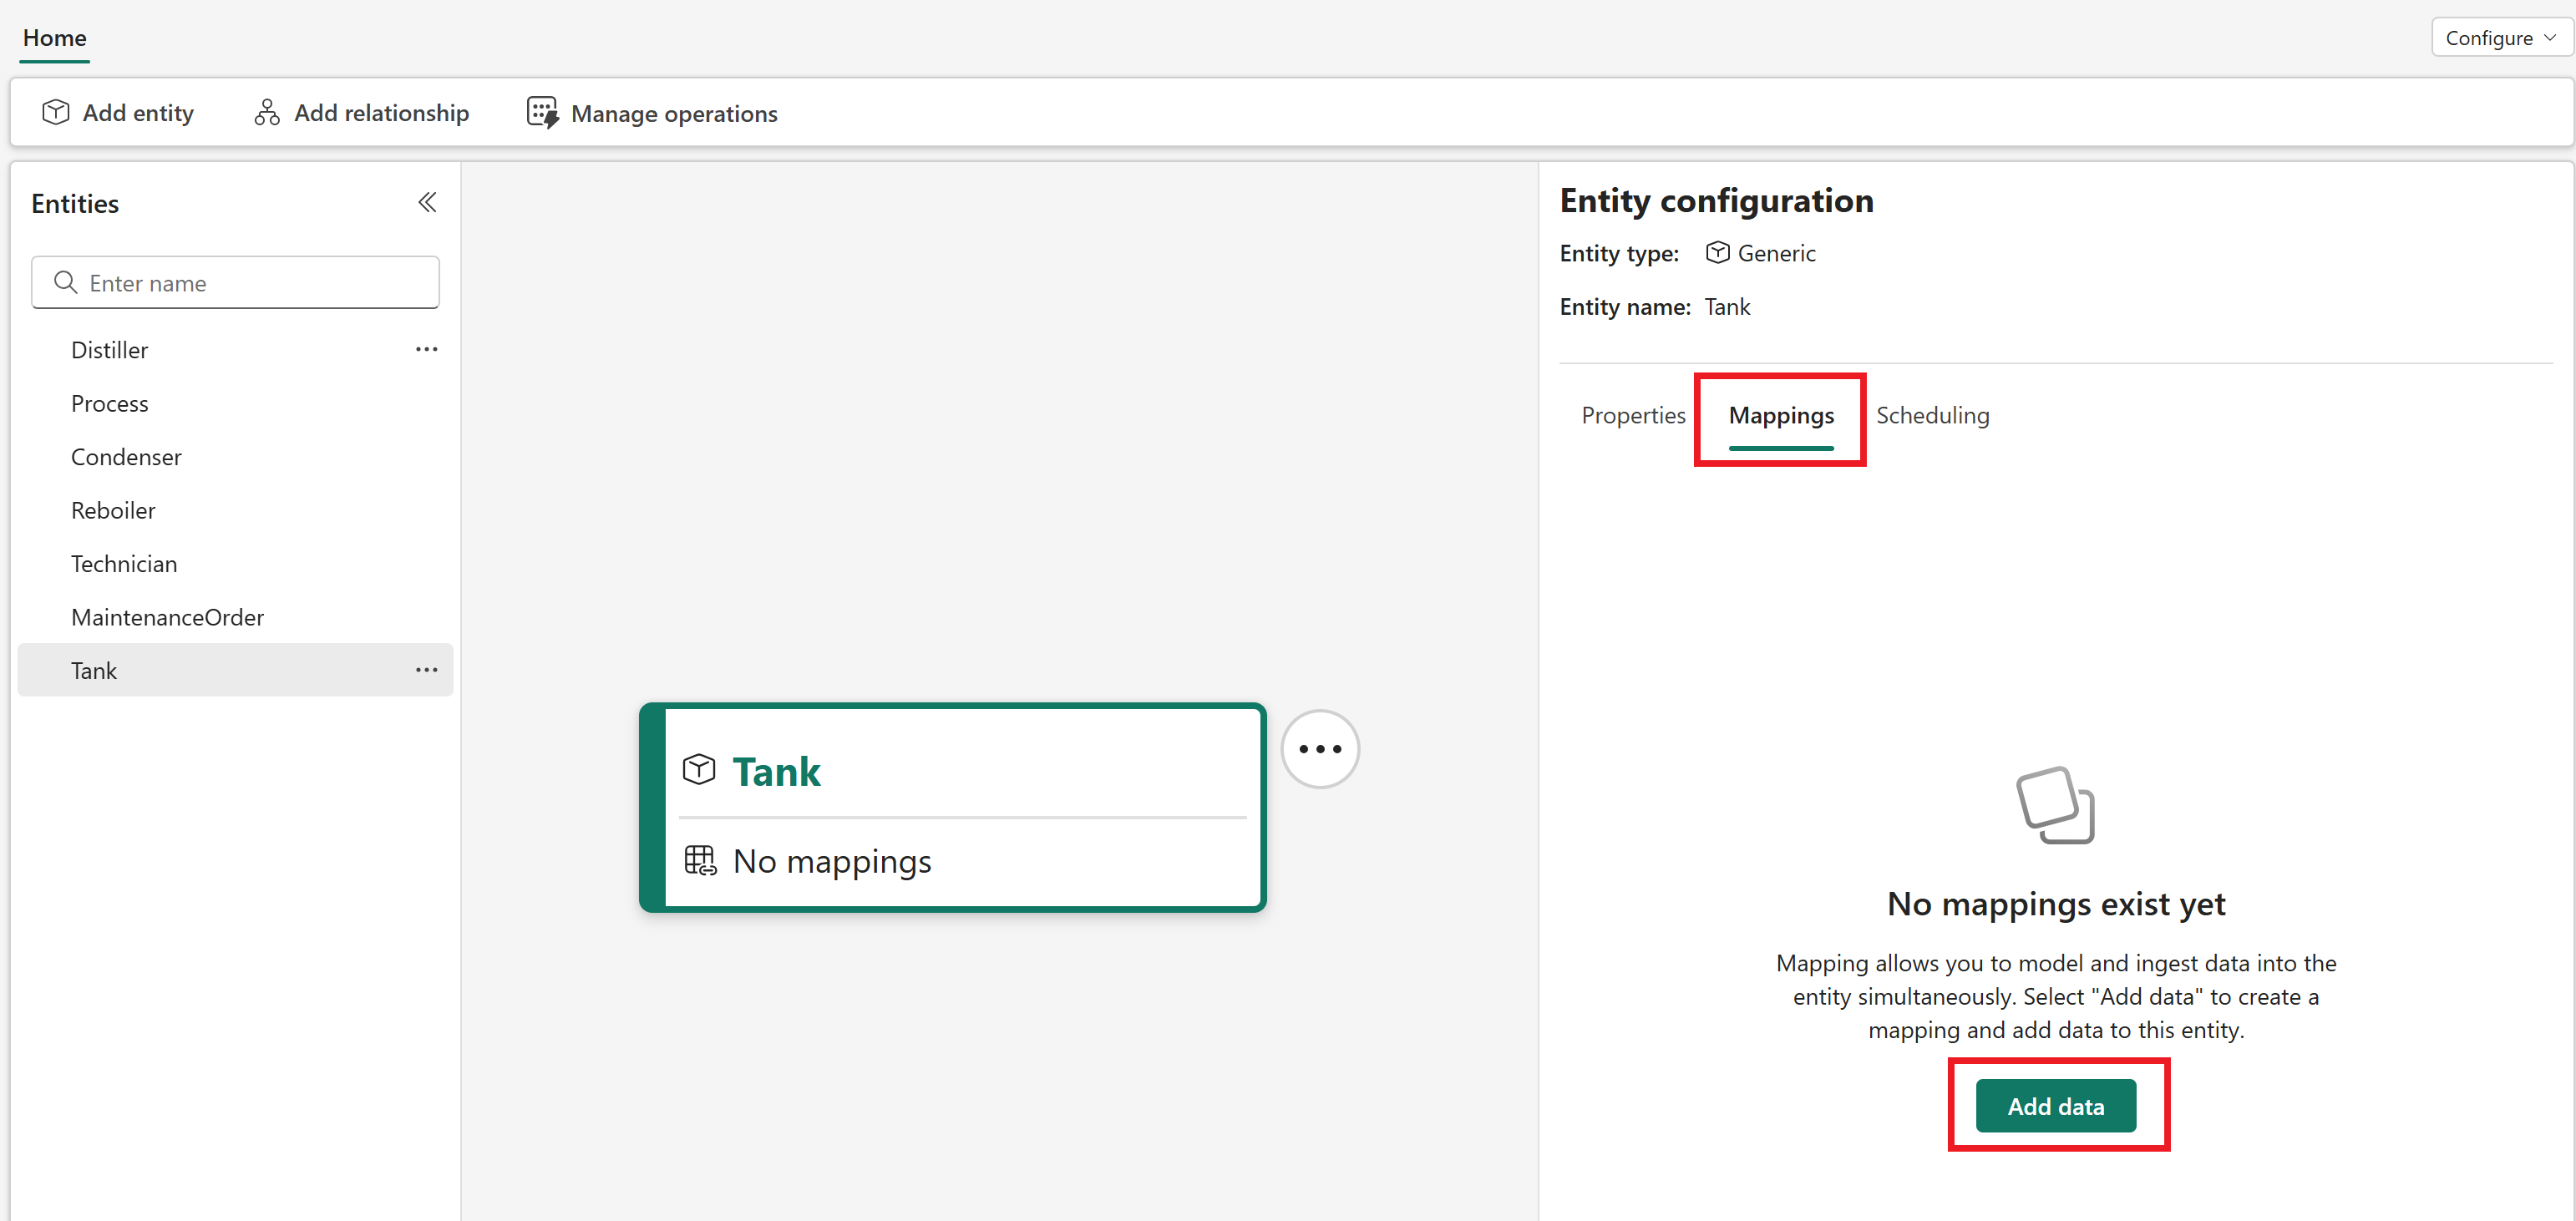 Home
Configure
Add entity
Add relationship
Manage operations
Entities
Enter name
Distiller
Process
Condenser
Reboiler
Technician
MaintenanceOrder
Tank
Tank
No mappings
Entity configuration
Entity type: Generic
Entity name: Tank
Properties Mappings Scheduling
No mappings exist yet
Mapping allows you to model and ingest data into the
entity simultaneously. Select "Add data" to create a
mapping and add data to this entity.
Add data